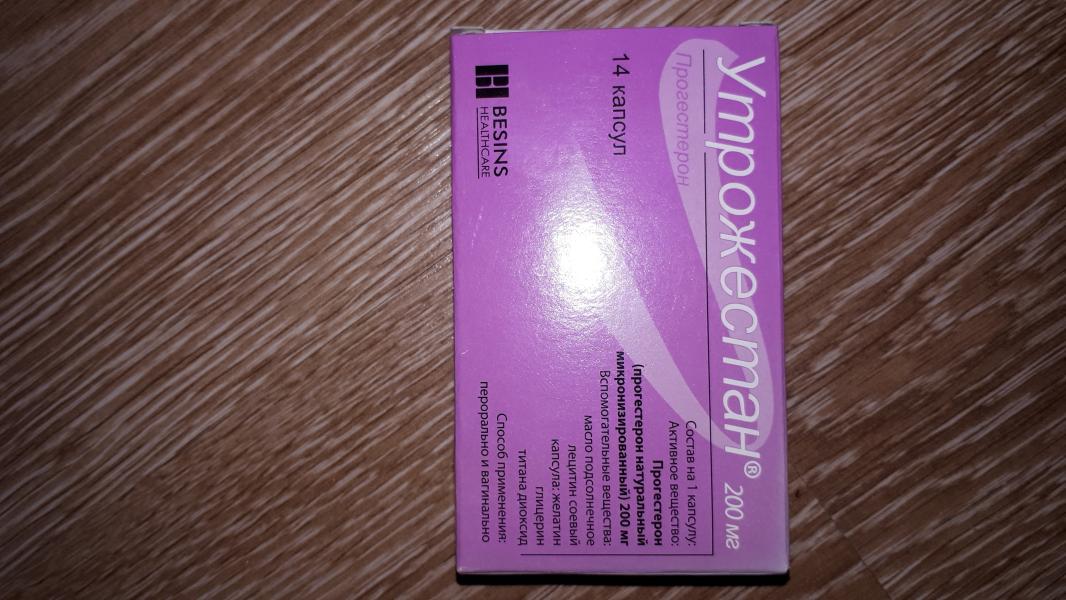 Утрожестан® 200 мг
Прогестерон
14 капсул
BESINS
HEALTHCARE
Состав на 1 капсулу:
Активное вещество:
Прогестерон
(прогестерон натуральный
микронизированный) 200 мг
Вспомогательные вещества:
масло подсолнечное
лецитин соевый
капсула: желатин
глицерин
титана диоксид
Способ применения:
перорально и вагинально